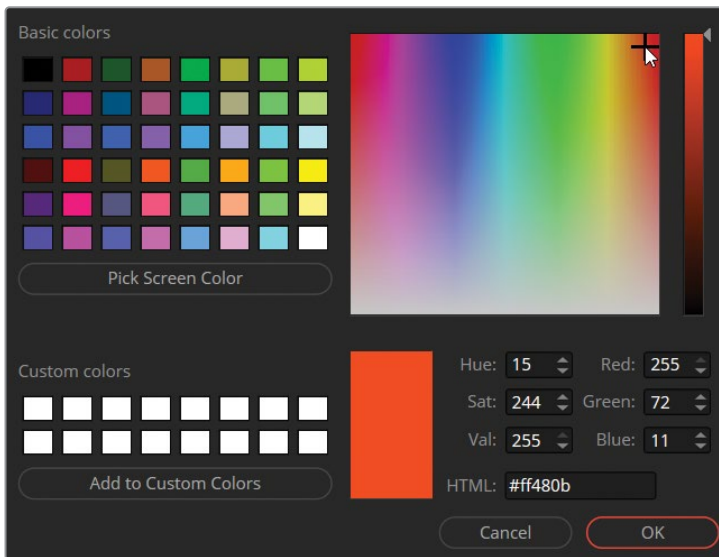 Basic colors
Pick Screen Color
Custom colors
Add to Custom Colors
Hue: 15 Red: 255
Sat: 244 Green: 72
Val: 255 Blue: 11
HTML: #ff480b
Cancel OK